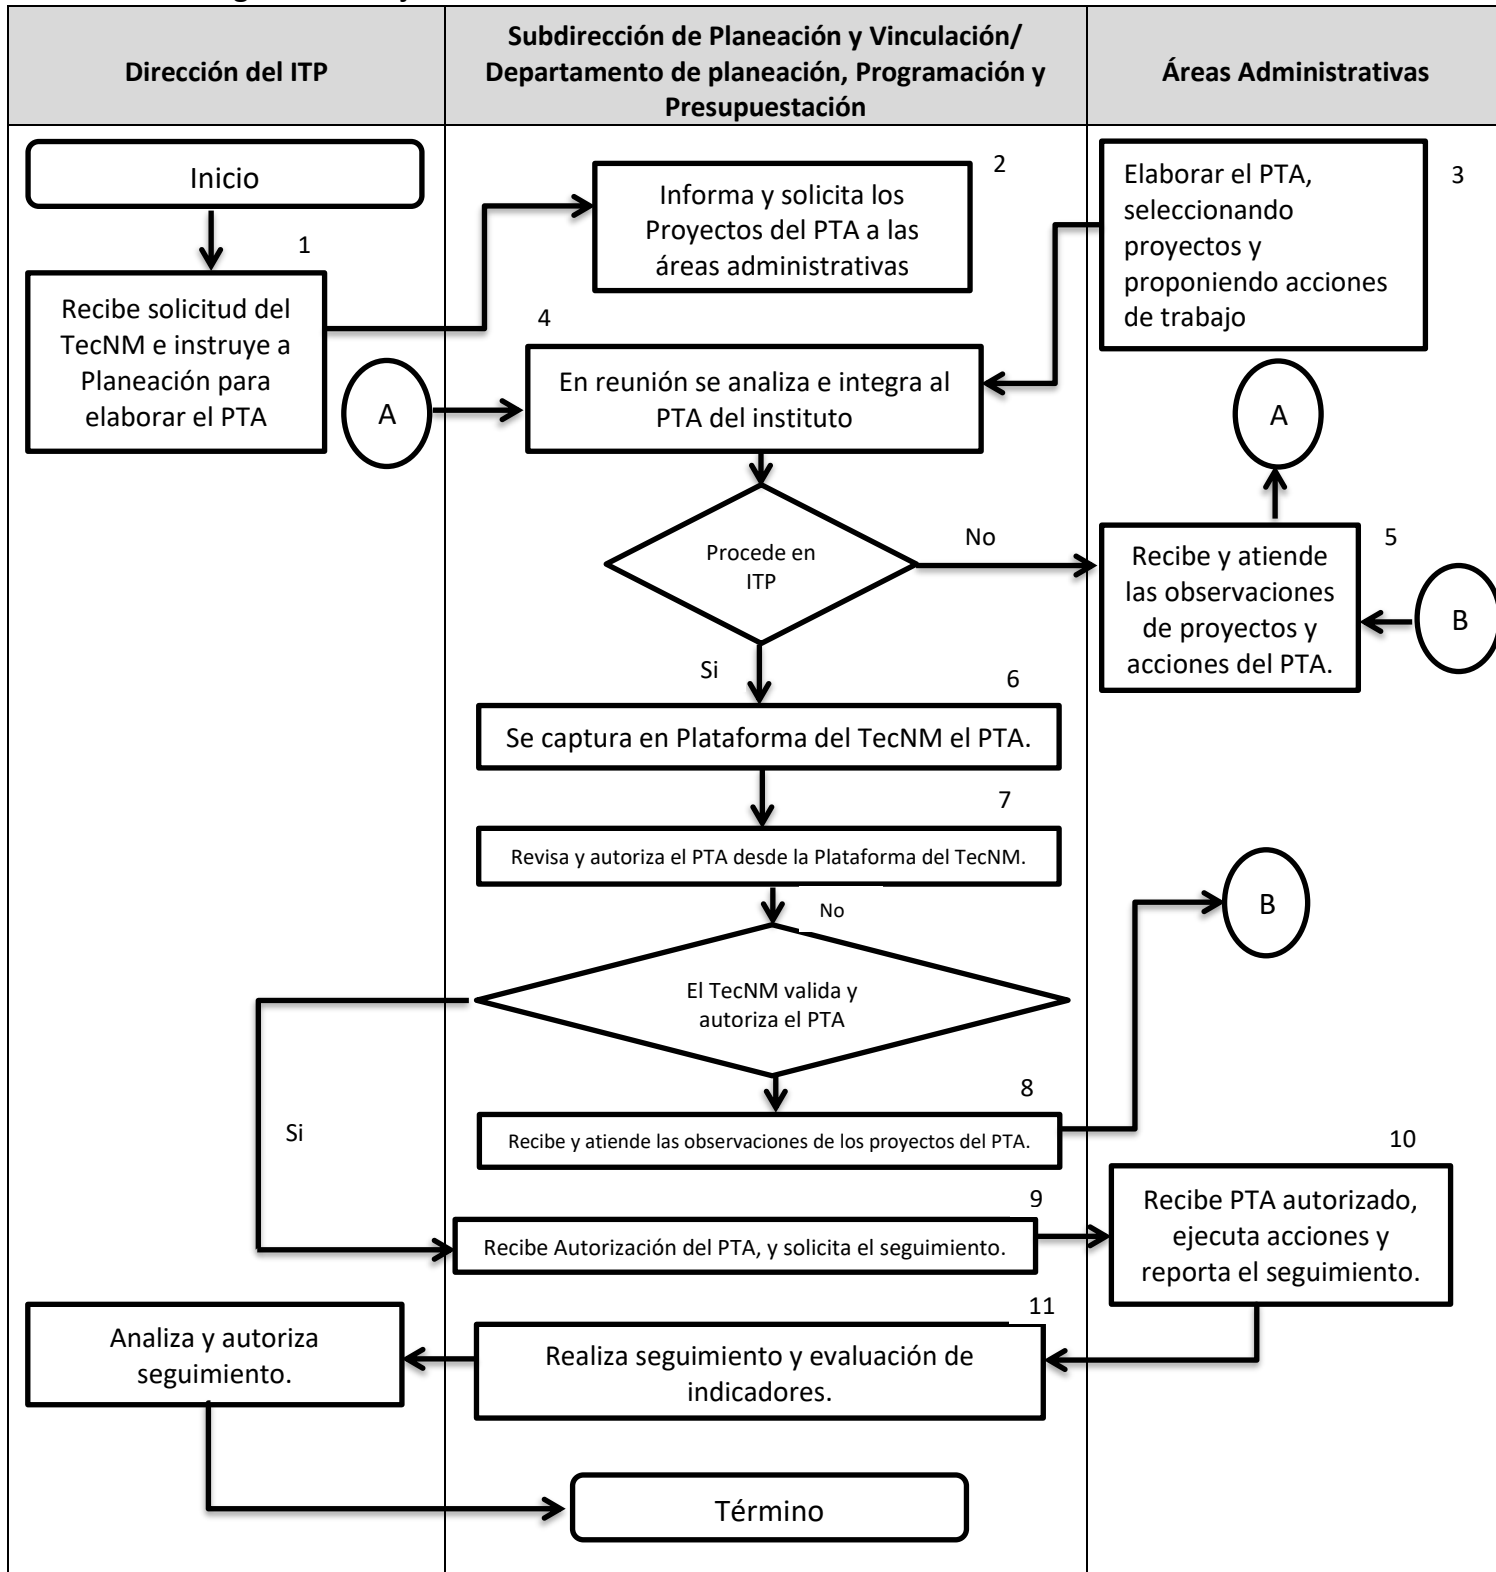 Dirección del ITP
Subdirección de Planeación y Vinculación/
Departamento de planeación, Programación y
Presupuestación
Áreas Administrativas
Inicio
1
Recibe solicitud del
TecNM e instruye a
Planeación para
elaborar el PTA
2
Informa y solicita los
Proyectos del PTA a las
áreas administrativas
3
Elaborar el PTA,
seleccionando
proyectos y
proponiendo acciones
de trabajo
A
4
En reunión se analiza e integra al
PTA del instituto
A
Procede en
ITP
No
5
Recibe y atiende
las observaciones
de proyectos y
acciones del PTA.
B
Si
6
Se captura en Plataforma del TecNM el PTA.
7
Revisa y autoriza el PTA desde la Plataforma del TecNM.
No
B
El TecNM valida y
autoriza el PTA
Si
8
Recibe y atiende las observaciones de los proyectos del PTA.
9
Recibe Autorización del PTA, y solicita el seguimiento.
10
Recibe PTA autorizado,
ejecuta acciones y
reporta el seguimiento.
11
Realiza seguimiento y evaluación de
indicadores.
Analiza y autoriza
seguimiento.
Término